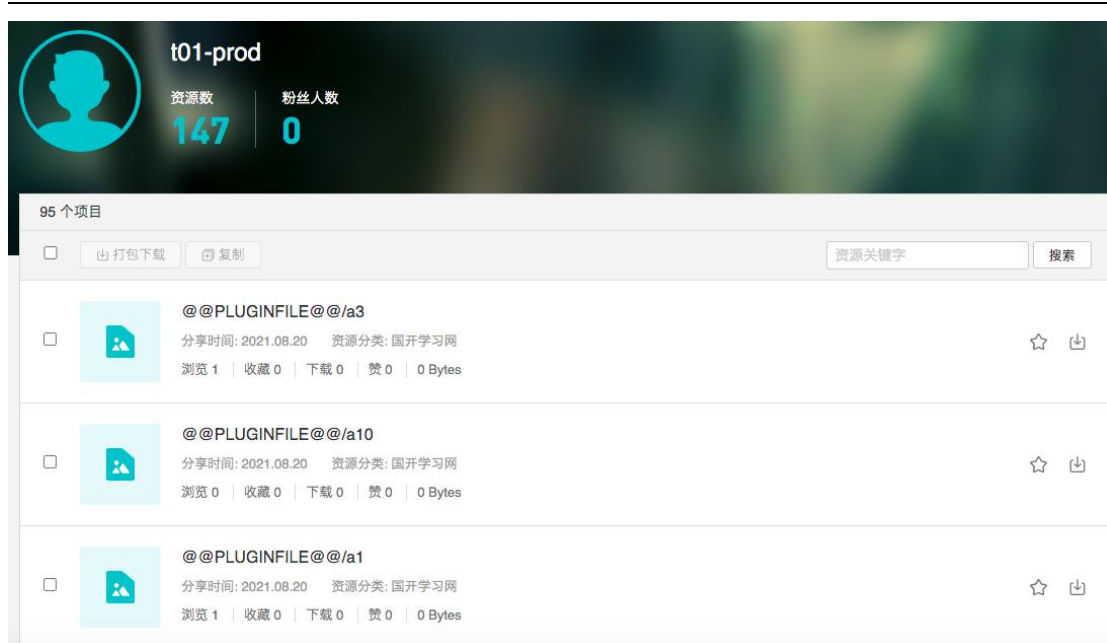 t01-prod
资源数 粉丝人数
147 0
95 个项目
打包下载 复制 资源关键字 搜索
@@PLUGINFILE@@/a3
分享时间: 2021.08.20 资源分类: 国开学习网
浏览 1 收藏 0 下载 0 赞 0 0 Bytes
@@PLUGINFILE@@/a10
分享时间: 2021.08.20 资源分类: 国开学习网
浏览 0 收藏 0 下载 0 赞 0 0 Bytes
@@PLUGINFILE@@/a1
分享时间: 2021.08.20 资源分类: 国开学习网
浏览 1 收藏 0 下载 0 赞 0 0 Bytes